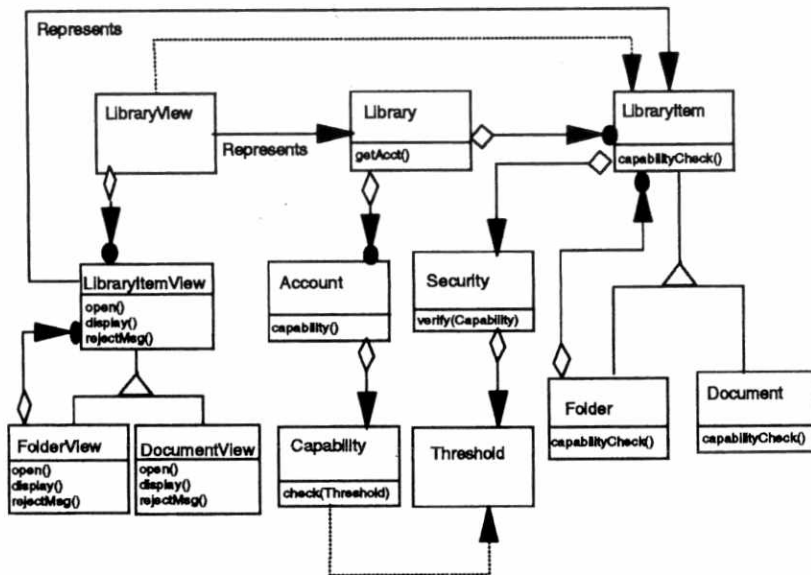 Represents
LibraryView
Library
LibraryItem
Represents
getAcct()
capabilityCheck()
LibraryItemView
open()
display()
rejectMsg()
Account
capability()
Security
verify(Capability)
FolderView
open()
display()
rejectMsg()
DocumentView
open()
display()
rejectMsg()
Capability
check(Threshold)
Threshold
Folder
capabilityCheck()
Document
capabilityCheck()